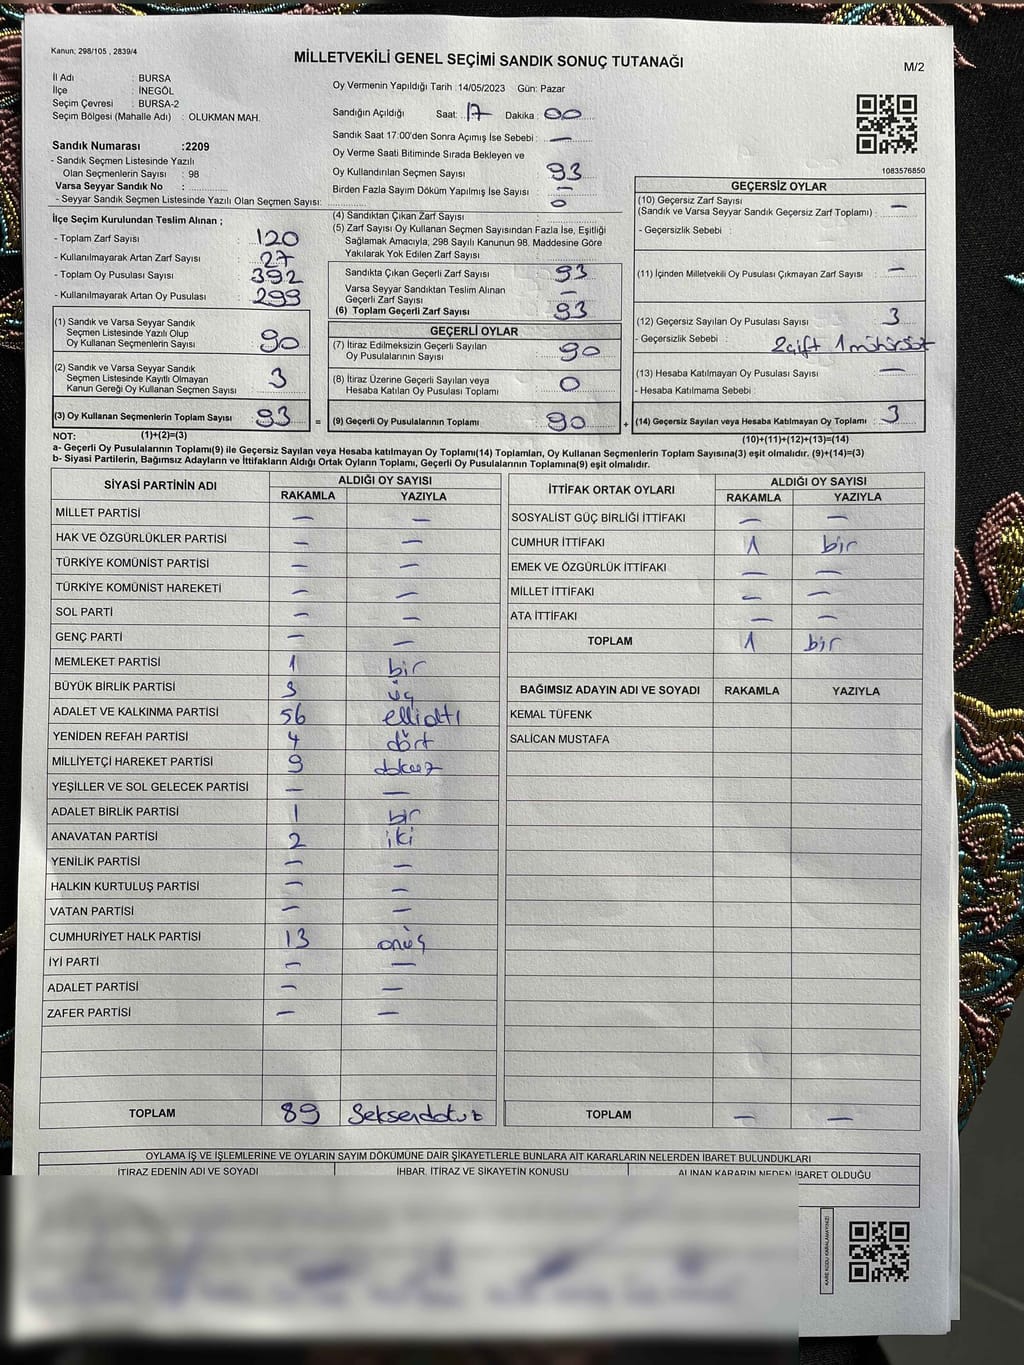 Kanun; 298/105 , 2839/4
MİLLETVEKİLİ GENEL SEÇİMİ SANDIK SONUÇ TUTANAĞI
M/2
İl Adı : BURSA
İlçe : İNEGÖL
Seçim Çevresi : BURSA-2
Seçim Bölgesi (Mahalle Adı) : OLUKMAN MAH.
Sandık Numarası :2209
- Sandık Seçmen Listesinde Yazılı
Olan Seçmenlerin Sayısı : 98
Varsa Seyyar Sandık No :
- Seyyar Sandık Seçmen Listesinde Yazılı Olan Seçmen Sayısı:
Oy Vermenin Yapıldığı Tarih :14/05/2023 Gün: Pazar
Sandığın Açıldığı Saat: 17 Dakika : 00
Sandık Saat 17:00'den Sonra Açımış İse Sebebi : —
Oy Verme Saati Bitiminde Sırada Bekleyen ve
Oy Kullandırılan Seçmen Sayısı 93
Birden Fazla Sayım Döküm Yapılmış İse Sayısı : —
1083576850
İlçe Seçim Kurulundan Teslim Alınan ;
- Toplam Zarf Sayısı : 120
- Kullanılmayarak Artan Zarf Sayısı : 27
- Toplam Oy Pusulası Sayısı : 392
- Kullanılmayarak Artan Oy Pusulası : 299
(4) Sandıktan Çıkan Zarf Sayısı : 0
(5) Zarf Sayısı Oy Kullanan Seçmen Sayısından Fazla İse, Eşitliği
Sağlamak Amacıyla; 298 Sayılı Kanunun 98. Maddesine Göre
Yakılarak Yok Edilen Zarf Sayısı :
Sandıkta Çıkan Geçerli Zarf Sayısı : 93
Varsa Seyyar Sandıktan Teslim Alınan
Geçerli Zarf Sayısı : —
(6) Toplam Geçerli Zarf Sayısı : 93
GEÇERSİZ OYLAR
(10) Geçersiz Zarf Sayısı
(Sandık ve Varsa Seyyar Sandık Geçersiz Zarf Toplamı) : —
- Geçersizlik Sebebi :
(11) İçinden Milletvekili Oy Pusulası Çıkmayan Zarf Sayısı : —
(12) Geçersiz Sayılan Oy Pusulası Sayısı : 3
- Geçersizlik Sebebi : 2 çift 1 mühürsüz
(13) Hesaba Katılmayan Oy Pusulası Sayısı : —
- Hesaba Katılmama Sebebi :
(14) Geçersiz Sayılan veya Hesaba Katılmayan Oy Toplamı : 3
(10)+(11)+(12)+(13)=(14)
(1) Sandık ve Varsa Seyyar Sandık
Seçmen Listesinde Yazılı Olup
Oy Kullanan Seçmenlerin Sayısı : 90
(2) Sandık ve Varsa Seyyar Sandık
Seçmen Listesinde Kayıtlı Olmayan
Kanun Gereği Oy Kullanan Seçmen Sayısı : 3
(3) Oy Kullanan Seçmenlerin Toplam Sayısı : 93
(1)+(2)=(3)
GEÇERLİ OYLAR
(7) İtiraz Edilmeksizin Geçerli Sayılan
Oy Pusulalarının Sayısı : 90
(8) İtiraz Üzerine Geçerli Sayılan veya
Hesaba Katılan Oy Pusulası Toplamı : 0
= (9) Geçerli Oy Pusulalarının Toplamı : 90 +
NOT:
a- Geçerli Oy Pusulalarının Toplamı(9) ile Geçersiz Sayılan veya Hesaba katılmayan Oy Toplamı(14) Toplamları, Oy Kullanan Seçmenlerin Toplam Sayısına(3) eşit olmalıdır. (9)+(14)=(3)
b- Siyasi Partilerin, Bağımsız Adayların ve İttifakların Aldığı Ortak Oyların Toplamı, Geçerli Oy Pusulalarının Toplamına(9) eşit olmalıdır.
SİYASİ PARTİNİN ADI ALDIĞI OY SAYISI
RAKAMLA YAZIYLA
MİLLET PARTİSİ — —
HAK VE ÖZGÜRLÜKLER PARTİSİ — —
TÜRKİYE KOMÜNİST PARTİSİ — —
TÜRKİYE KOMÜNİST HAREKETİ — —
SOL PARTİ — —
GENÇ PARTİ — —
MEMLEKET PARTİSİ 1 bir
BÜYÜK BİRLİK PARTİSİ 3 üç
ADALET VE KALKINMA PARTİSİ 56 ellialtı
YENİDEN REFAH PARTİSİ 4 dört
MİLLİYETÇİ HAREKET PARTİSİ 9 dokuz
YEŞİLLER VE SOL GELECEK PARTİSİ — —
ADALET BİRLİK PARTİSİ 1 bir
ANAVATAN PARTİSİ 2 iki
YENİLİK PARTİSİ — —
HALKIN KURTULUŞ PARTİSİ — —
VATAN PARTİSİ — —
CUMHURİYET HALK PARTİSİ 13 onüç
İYİ PARTİ — —
ADALET PARTİSİ — —
ZAFER PARTİSİ — —
TOPLAM 89 Seksendokuz
İTTİFAK ORTAK OYLARI ALDIĞI OY SAYISI
RAKAMLA YAZIYLA
SOSYALİST GÜÇ BİRLİĞİ İTTİFAKI — —
CUMHUR İTTİFAKI 1 bir
EMEK VE ÖZGÜRLÜK İTTİFAKI — —
MİLLET İTTİFAKI — —
ATA İTTİFAKI — —
TOPLAM 1 bir
BAĞIMSIZ ADAYIN ADI VE SOYADI RAKAMLA YAZIYLA
KEMAL TÜFENK
SALİCAN MUSTAFA
TOPLAM — —
OYLAMA İŞ VE İŞLEMLERİNE VE OYLARIN SAYIM DÖKÜMÜNE DAİR ŞİKAYETLERLE BUNLARA AİT KARARLARIN NELERDEN İBARET BULUNDUKLARI
İTİRAZ EDENİN ADI VE SOYADI İHBAR, İTİRAZ VE ŞİKAYETİN KONUSU ALINAN KARARIN NEDEN İBARET OLDUĞU
KARE KODU KARALAMAYINIZ!